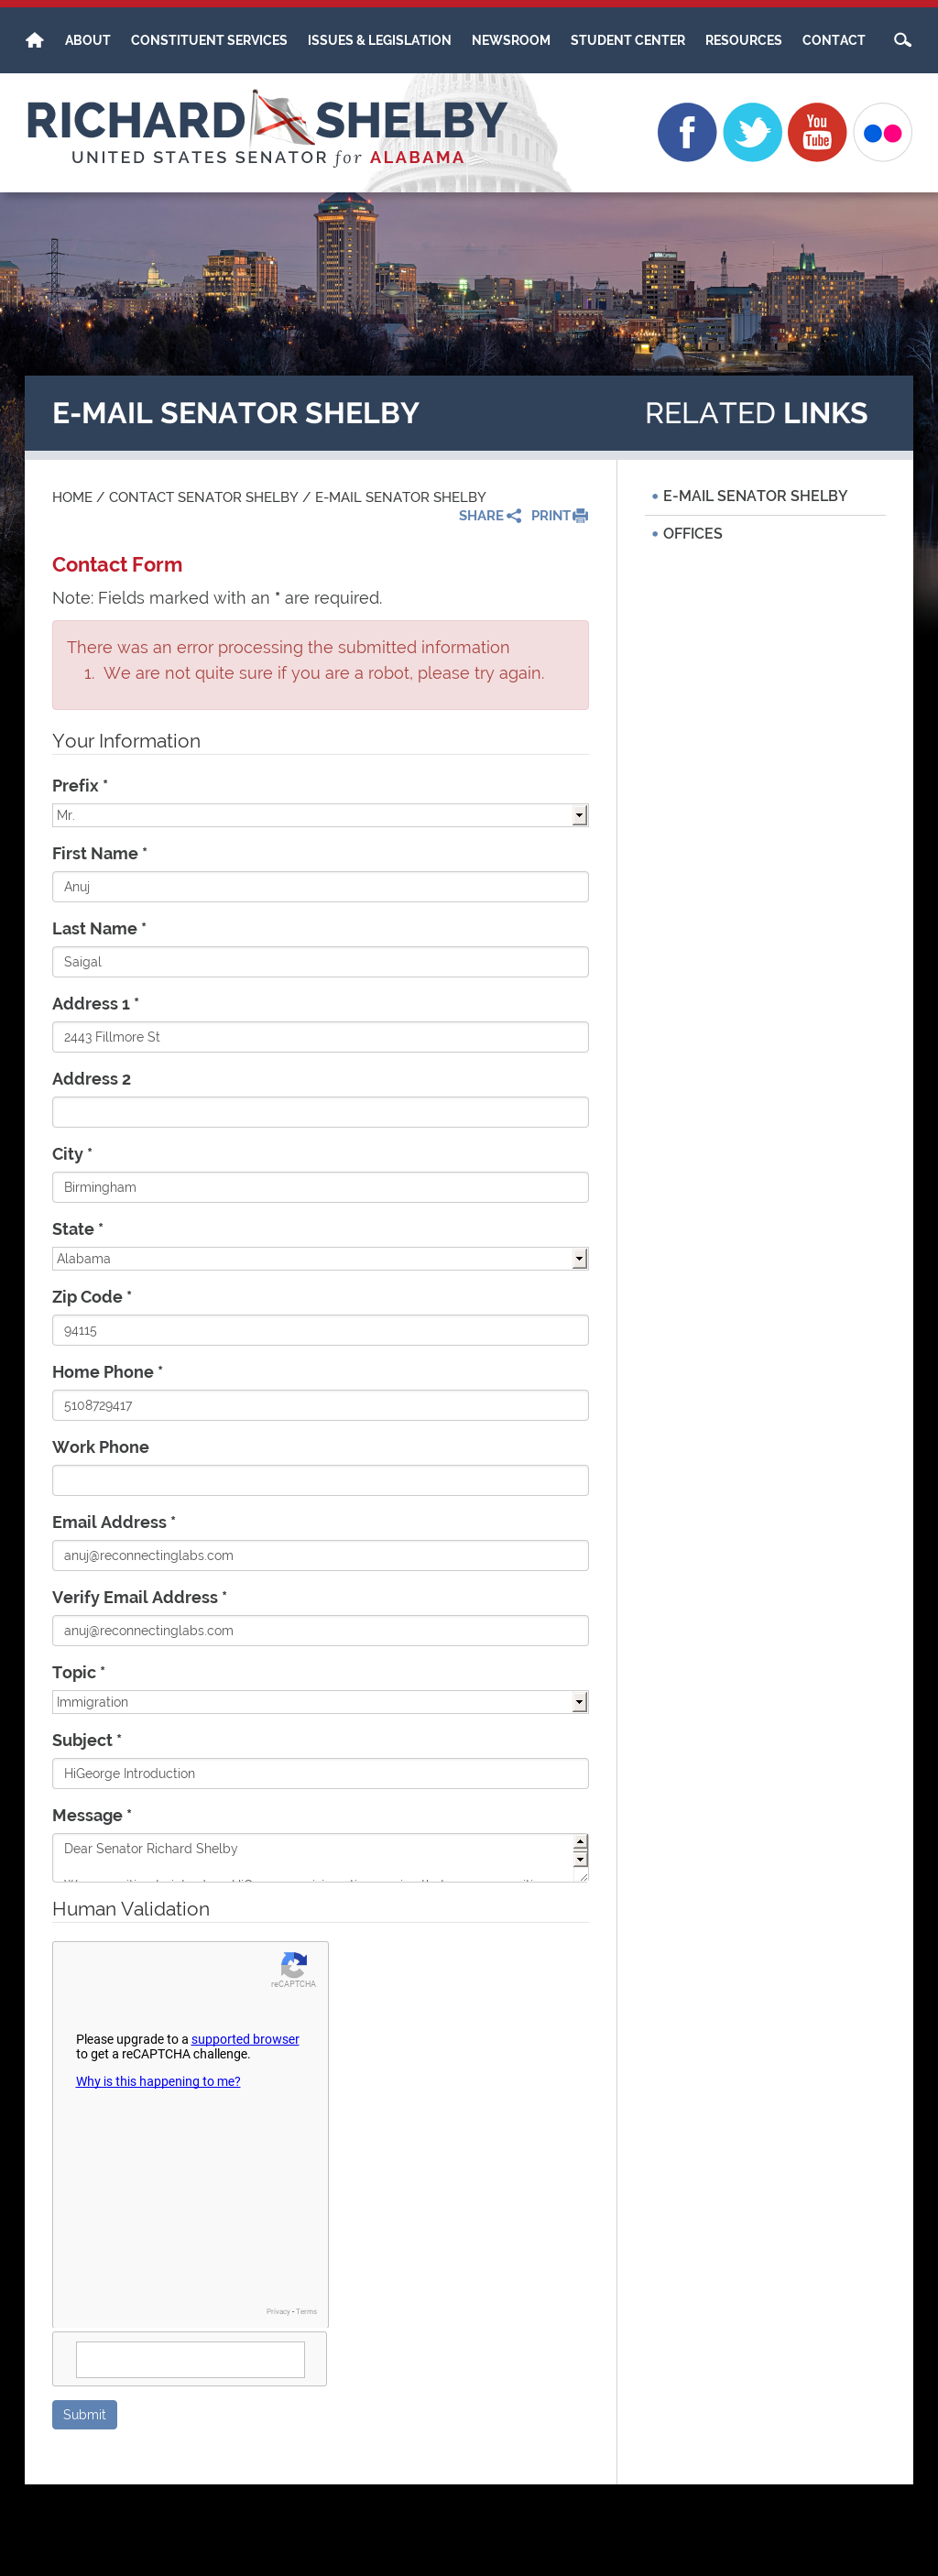 ABOUT CONSTITUENT SERVICES ISSUES & LEGISLATION NEWSROOM STUDENT CENTER RESOURCES CONTACT
RICHARD SHELBY
UNITED STATES SENATOR for ALABAMA
You
Tube
E-MAIL SENATOR SHELBY
RELATED LINKS
HOME / CONTACT SENATOR SHELBY / E-MAIL SENATOR SHELBY
SHARE PRINT
• E-MAIL SENATOR SHELBY
• OFFICES
Contact Form
Note: Fields marked with an * are required.
There was an error processing the submitted information
1. We are not quite sure if you are a robot, please try again.
Your Information
Prefix *
Mr.
First Name *
Anuj
Last Name *
Saigal
Address 1 *
2443 Fillmore St
Address 2
City *
Birmingham
State *
Alabama
Zip Code *
94115
Home Phone *
5108729417
Work Phone
Email Address *
anuj@reconnectinglabs.com
Verify Email Address *
anuj@reconnectinglabs.com
Topic *
Immigration
Subject *
HiGeorge Introduction
Message *
Dear Senator Richard Shelby
Human Validation
reCAPTCHA
Please upgrade to a supported browser
to get a reCAPTCHA challenge.
Why is this happening to me?
Privacy - Terms
Submit